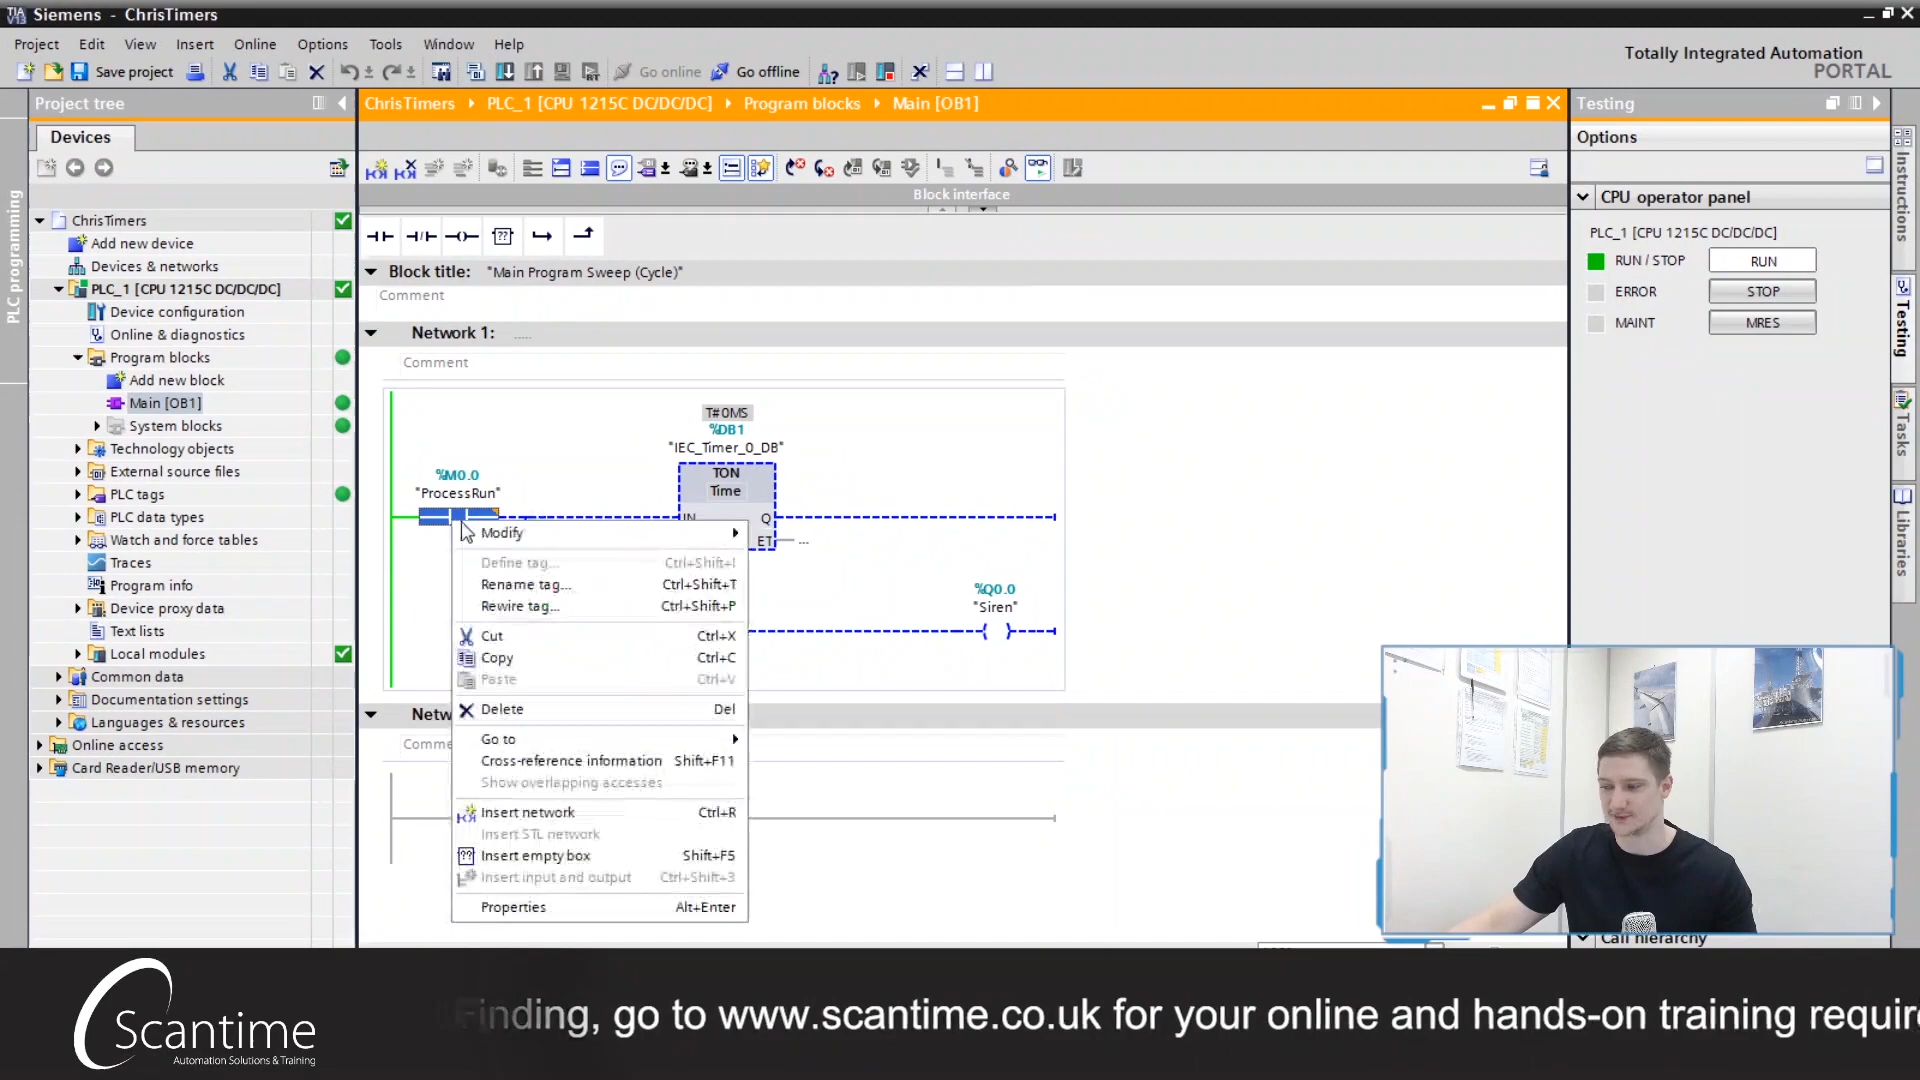 TIA
V13
Siemens - ChrisTimers
Project Edit View Insert Online Options Tools Window Help
Totally Integrated Automation
PORTAL
Save project
Go online
Go offline
Project tree
ChrisTimers
PLC_1 [CPU 1215C DC/DC/DC]
Program blocks
Main [OB1]
Testing
Devices
Options
PLC programming
Block interface
CPU operator panel
PLC_1 [CPU 1215C DC/DC/DC]
RUN / STOP
RUN
ERROR
STOP
MAINT
MRES
Instructions
Testing
Tasks
Libraries
ChrisTimers
Add new device
Devices & networks
PLC_1 [CPU 1215C DC/DC/DC]
Device configuration
Online & diagnostics
Program blocks
Add new block
Main [OB1]
System blocks
Technology objects
External source files
PLC tags
PLC data types
Watch and force tables
Traces
Program info
Device proxy data
Text lists
Local modules
Common data
Documentation settings
Languages & resources
Online access
Card Reader/USB memory
Block title: "Main Program Sweep (Cycle)"
Comment
Network 1: .....
Comment
T#0MS
%DB1
"IEC_Timer_0_DB"
TON
Time
%M0.0
"ProcessRun"
IN
Q
ET
...
%Q0.0
"Siren"
Modify
Define tag... Ctrl+Shift+I
Rename tag... Ctrl+Shift+T
Rewire tag... Ctrl+Shift+P
Cut Ctrl+X
Copy Ctrl+C
Paste Ctrl+V
Delete Del
Go to
Cross-reference information Shift+F11
Show overlapping accesses
Insert network Ctrl+R
Insert STL network
Insert empty box Shift+F5
Insert input and output Ctrl+Shift+3
Properties Alt+Enter
Netw
Comme
Call hierarchy
Scantime
Automation Solutions & Training
Finding, go to www.scantime.co.uk for your online and hands-on training require